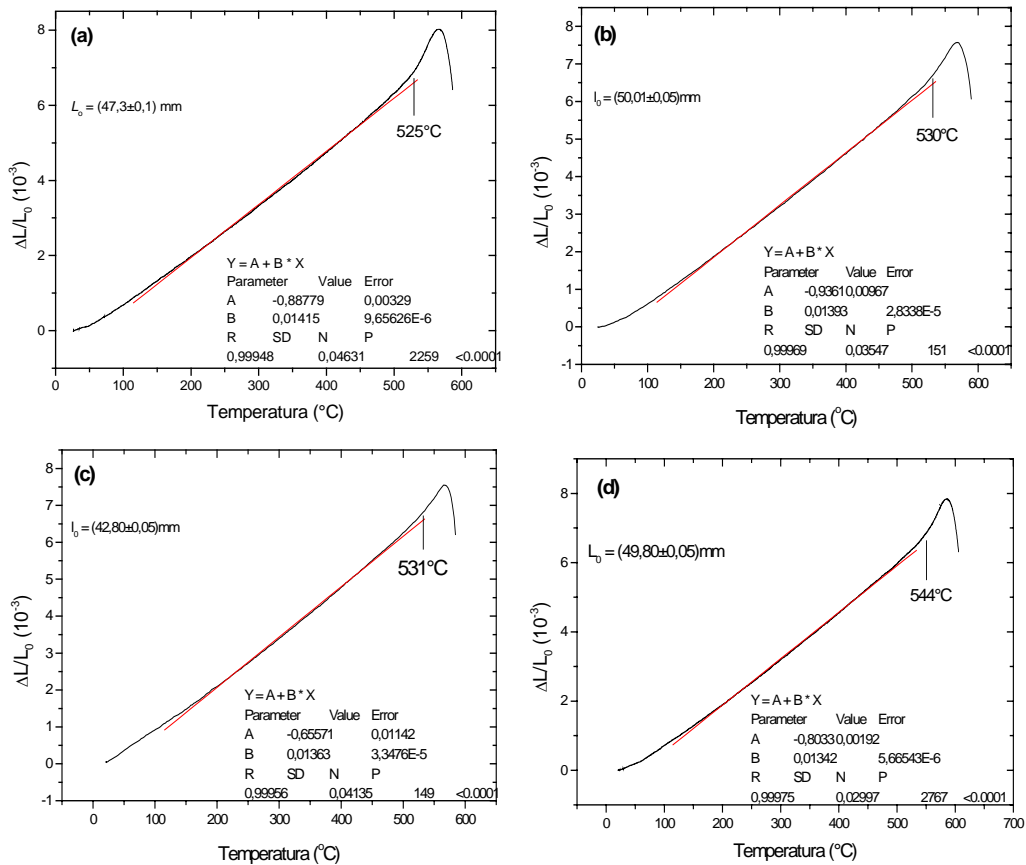 (a)
8
6
4
2
0
ΔL/L₀ (10⁻³)
Lₒ = (47,3±0,1) mm
525°C
Y = A + B * X
Parameter Value Error
A -0,88779 0,00329
B 0,01415 9,65626E-6
R SD N P
0,99948 0,04631 2259 <0.0001
0 100 200 300 400 500 600
Temperatura (°C)
(b)
8
7
6
5
4
3
2
1
0
-1
ΔL/L₀ (10⁻³)
l₀ = (50,01±0,05)mm
530°C
Y = A + B * X
Parameter Value Error
A -0,9361 0,00967
B 0,01393 2,8338E-5
R SD N P
0,99969 0,03547 151 <0.0001
0 100 200 300 400 500 600
Temperatura (°C)
(c)
8
7
6
5
4
3
2
1
0
-1
ΔL/L₀ (10⁻³)
l₀ = (42,80±0,05)mm
531°C
Y = A + B * X
Parameter Value Error
A -0,65571 0,01142
B 0,01363 3,3476E-5
R SD N P
0,99956 0,04135 149 <0.0001
0 100 200 300 400 500 600
Temperatura (°C)
(d)
8
6
4
2
0
ΔL/L₀ (10⁻³)
L₀ = (49,80±0,05)mm
544°C
Y = A + B * X
Parameter Value Error
A -0,8033 0,00192
B 0,01342 5,66543E-6
R SD N P
0,99975 0,02997 2767 <0.0001
0 100 200 300 400 500 600 700
Temperatura (°C)